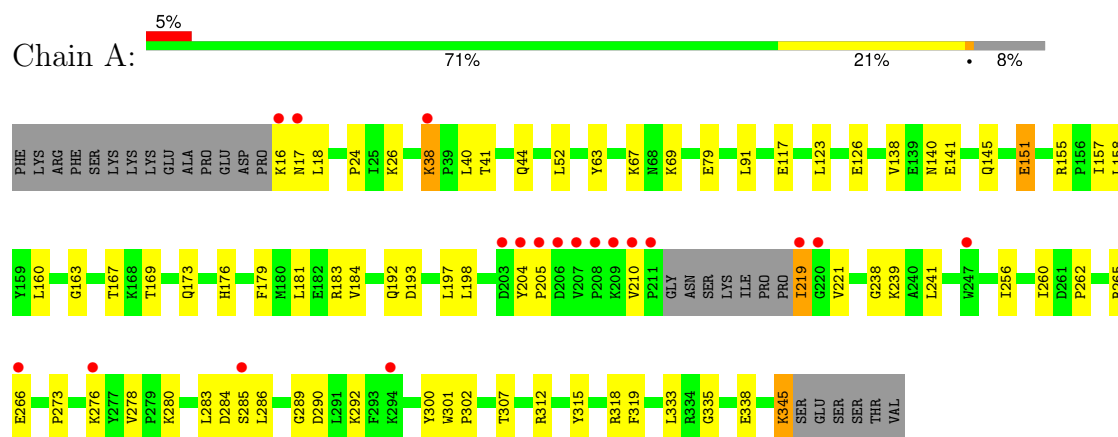 5%
Chain A:
71% 21% • 8%
PHE LYS ARG PHE SER LYS LYS LYS GLU ALA PRO GLU ASP PRO K16 N17 L18 P24 I25 K26 K38 P39 L40 T41 Q44 L52 Y63 K67 N68 K69 E79 L91 E117 L123 E126 V138 E139 N140 E141 Q145 E151 R155 P156 I157 L158
Y159 L160 G163 T167 K168 T169 Q173 H176 F179 M180 L181 E182 R183 V184 Q192 D193 L197 L198 D203 Y204 P205 D206 V207 P208 K209 V210 P211 GLY ASN SER LYS ILE PRO PRO I219 G220 V221 G238 K239 A240 L241 W247 I256 I260 D261 P262
E266 P273 K276 Y277 V278 P279 K280 L283 D284 S285 L286 G289 D290 L291 K292 F293 K294 Y300 W301 P302 T307 R312 Y315 R318 F319 L333 R334 G335 E338 K345 SER GLU SER SER THR VAL